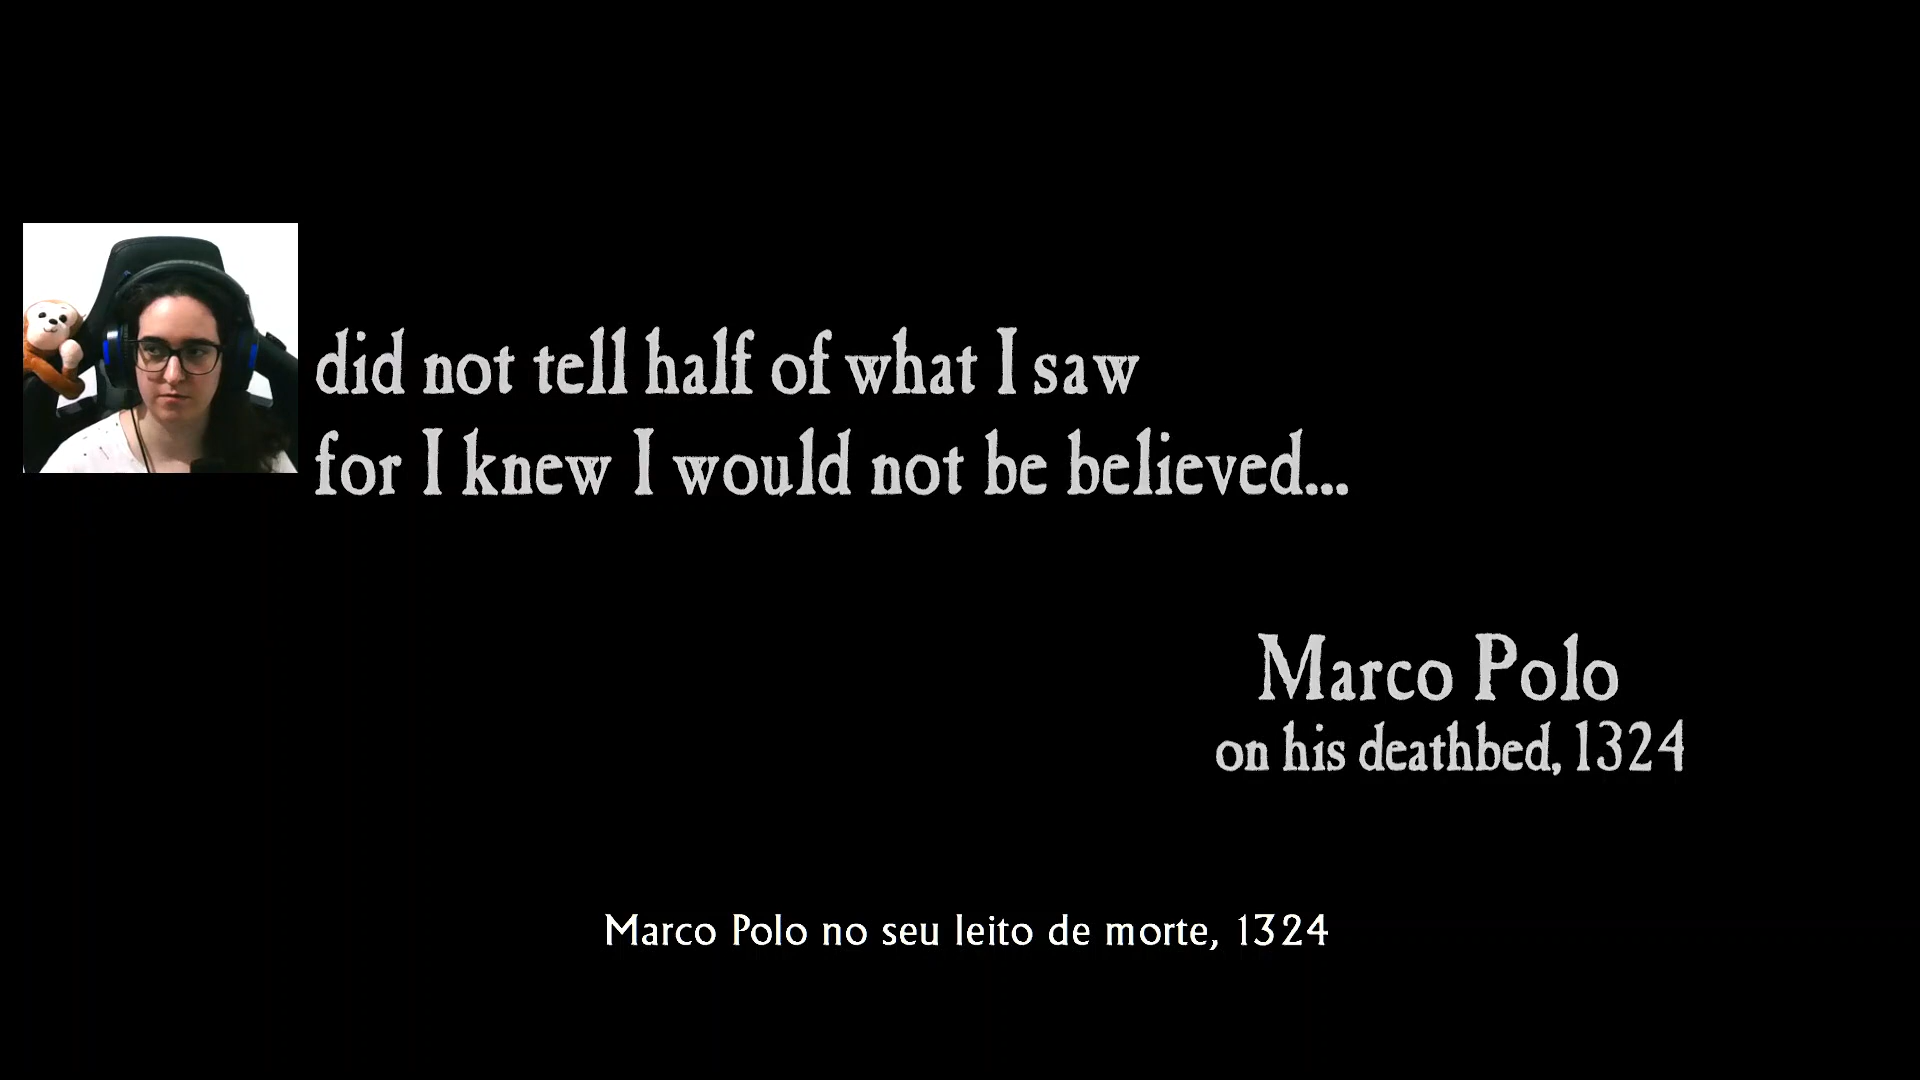 did not tell half of what I saw
for I knew I would not be believed...
Marco Polo
on his deathbed, 1324
Marco Polo no seu leito de morte, 1324